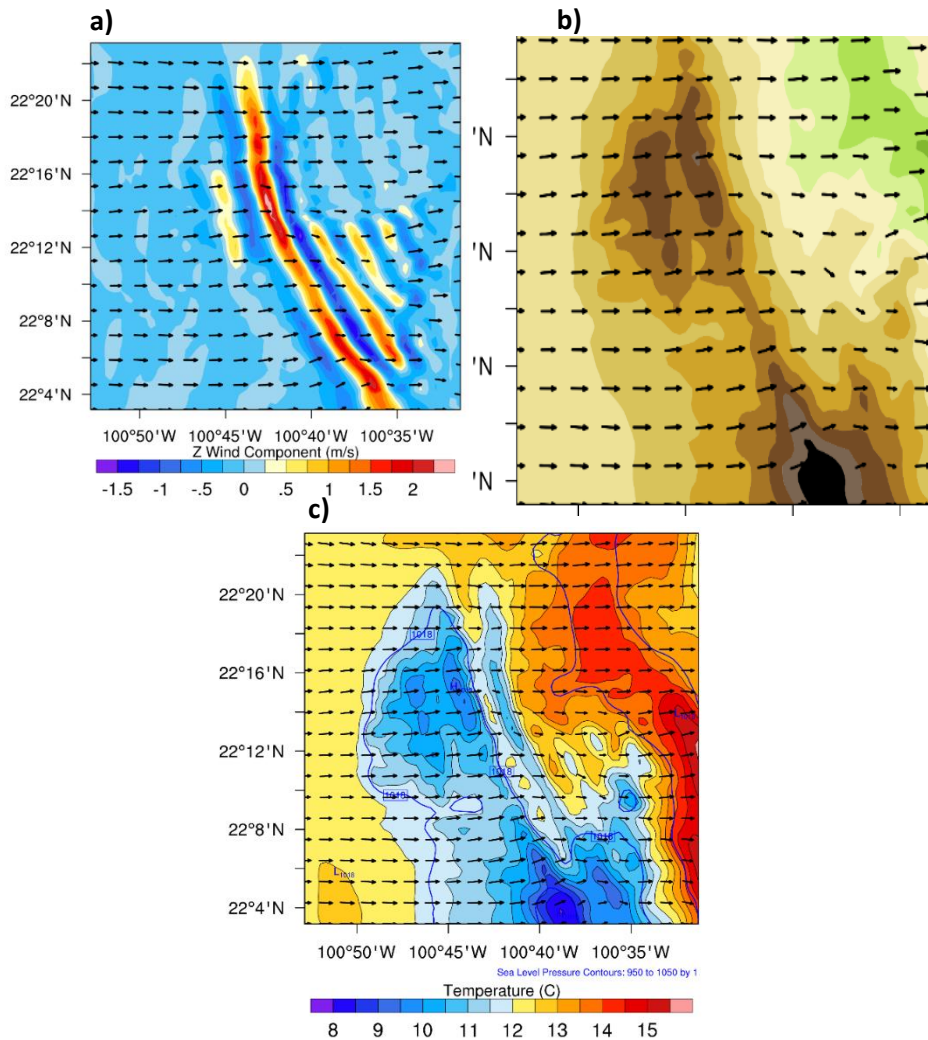 a)
22°20'N
22°16'N
22°12'N
22°8'N
22°4'N
100°50'W 100°45'W 100°40'W 100°35'W
Z Wind Component (m/s)
-1.5 -1 -.5 0 .5 1 1.5 2
b)
'N
'N
'N
'N
c)
22°20'N
22°16'N
22°12'N
22°8'N
22°4'N
1018
1018
1018
1018
L1018
100°50'W 100°45'W 100°40'W 100°35'W
Sea Level Pressure Contours: 950 to 1050 by 1
Temperature (C)
8 9 10 11 12 13 14 15